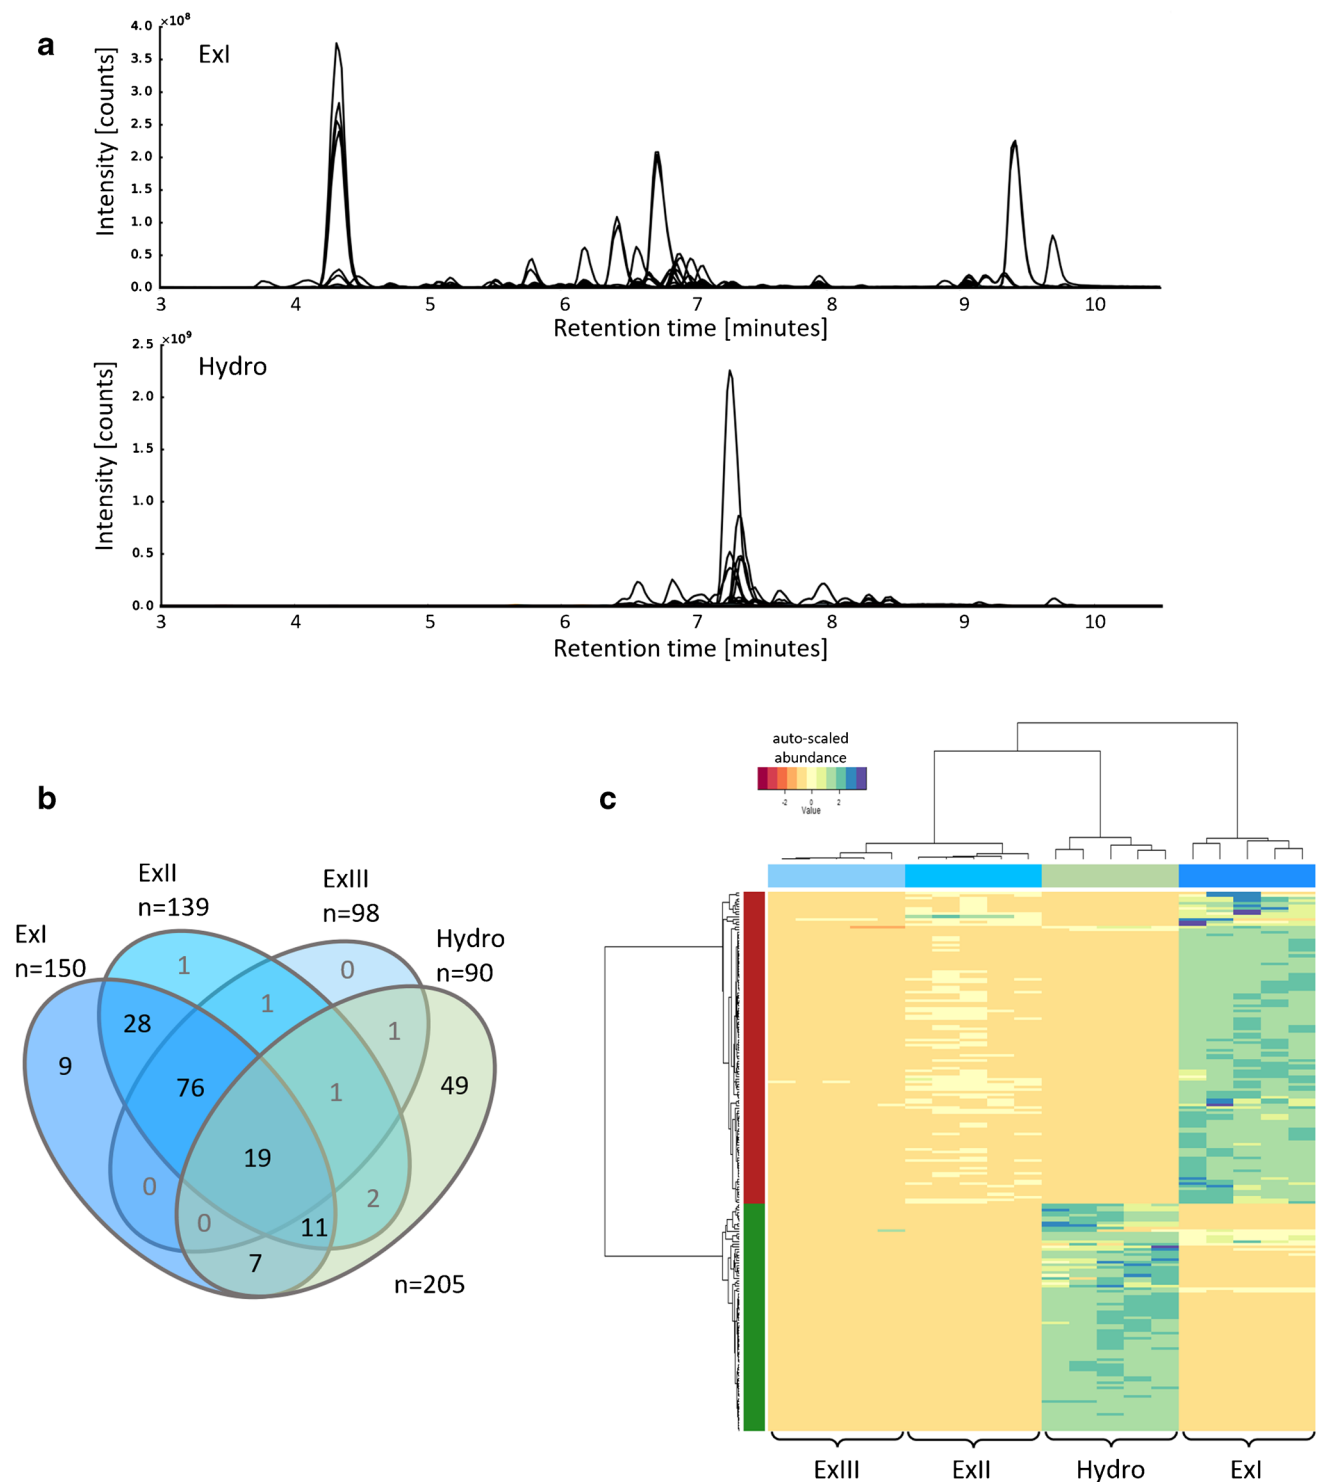 a
×10⁸
ExI
4.0
3.5
3.0
2.5
2.0
1.5
1.0
0.5
0.0
Intensity [counts]
3 4 5 6 7 8 9 10
Retention time [minutes]
×10⁹
Hydro
2.5
2.0
1.5
1.0
0.5
0.0
Intensity [counts]
3 4 5 6 7 8 9 10
Retention time [minutes]
b
ExI
n=150
ExII
n=139
ExIII
n=98
Hydro
n=90
1
0
28
1
1
9
76
1
49
19
0
2
0
11
7
n=205
c
auto-scaled
abundance
-2 0 2
Value
ExIII ExII Hydro ExI